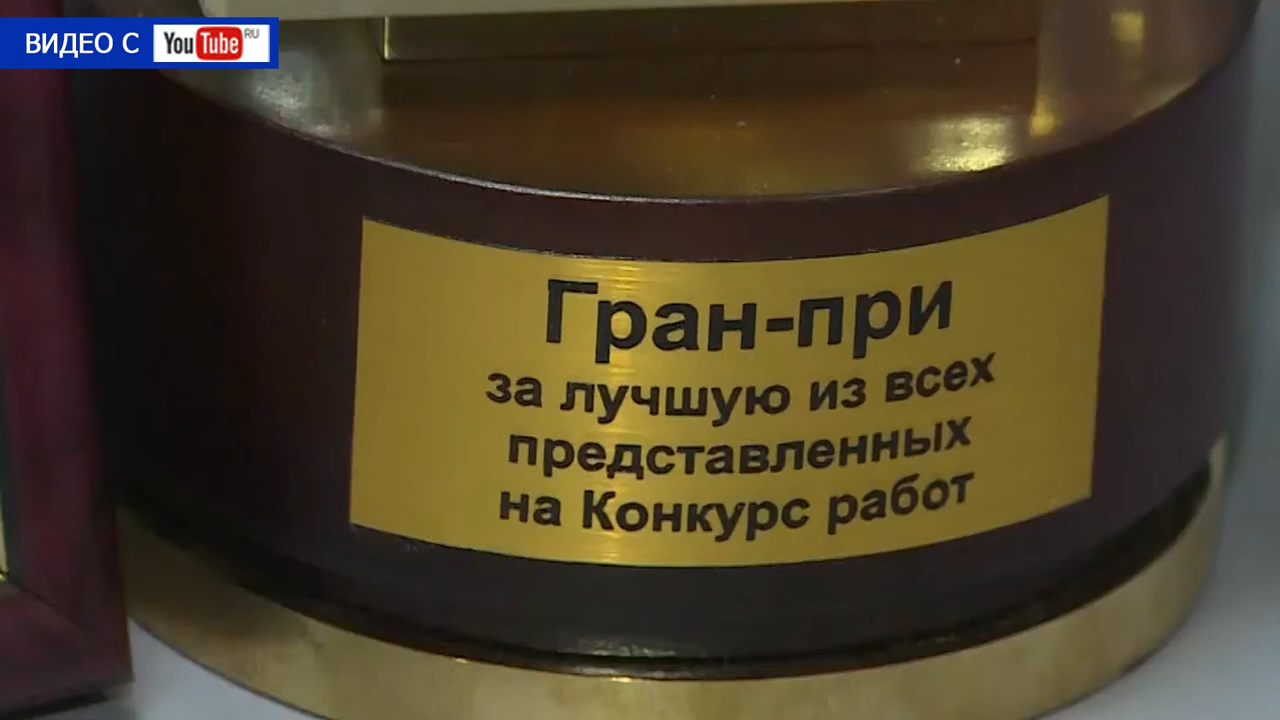 ВИДЕО С YouTube RU
Гран-при
за лучшую из всех
представленных
на Конкурс работ